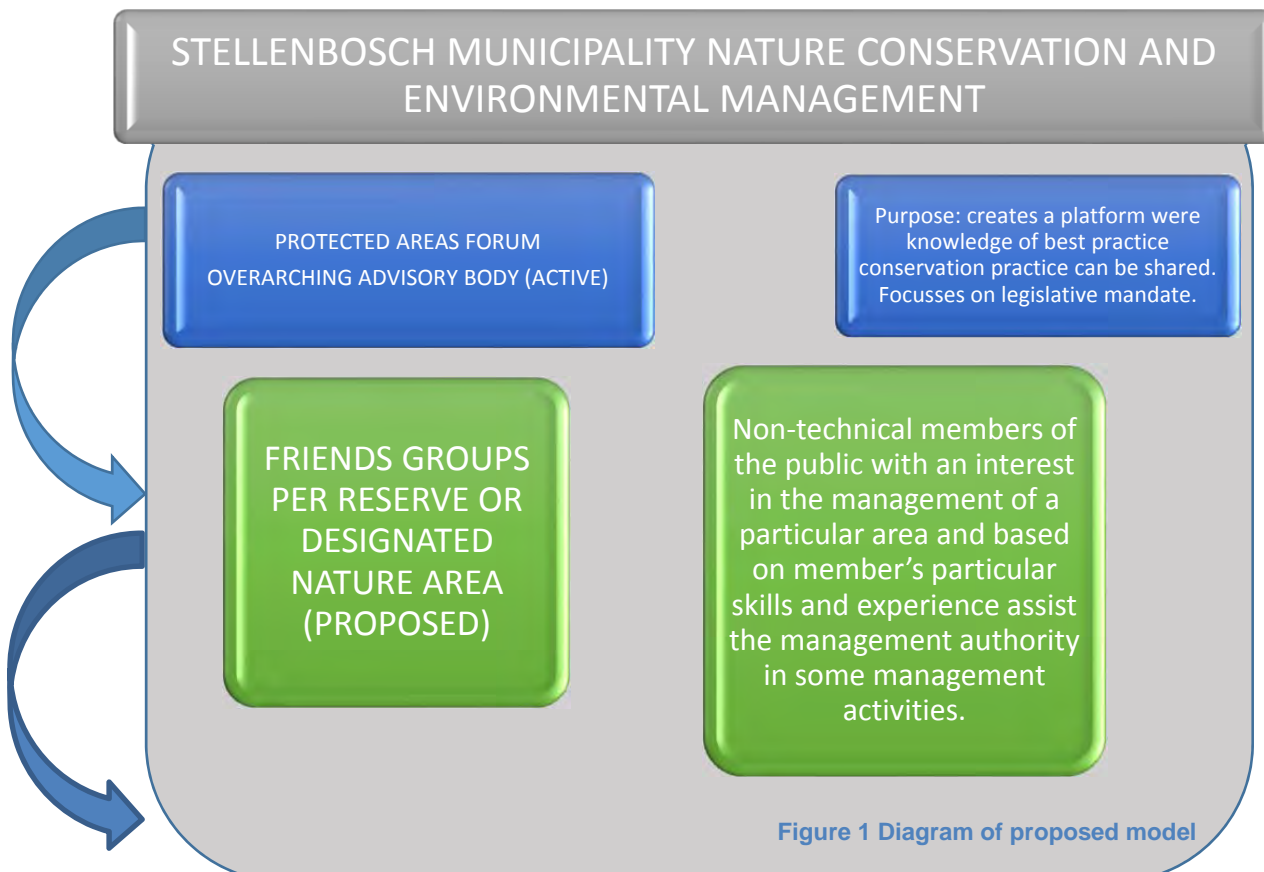 STELLENBOSCH MUNICIPALITY NATURE CONSERVATION AND
ENVIRONMENTAL MANAGEMENT
PROTECTED AREAS FORUM
OVERARCHING ADVISORY BODY (ACTIVE)
Purpose: creates a platform were
knowledge of best practice
conservation practice can be shared.
Focusses on legislative mandate.
FRIENDS GROUPS
PER RESERVE OR
DESIGNATED
NATURE AREA
(PROPOSED)
Non-technical members of
the public with an interest
in the management of a
particular area and based
on member’s particular
skills and experience assist
the management authority
in some management
activities.
Figure 1 Diagram of proposed model